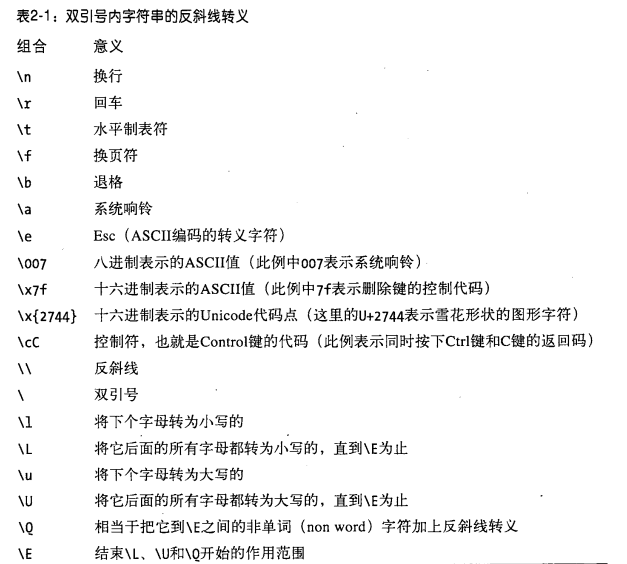 表2-1：双引号内字符串的反斜线转义
组合 意义
\n 换行
\r 回车
\t 水平制表符
\f 换页符
\b 退格
\a 系统响铃
\e Esc（ASCII编码的转义字符）
\007 八进制表示的ASCII值（此例中007表示系统响铃）
\x7f 十六进制表示的ASCII值（此例中7f表示删除键的控制代码）
\x{2744} 十六进制表示的Unicode代码点（这里的U+2744表示雪花形状的图形字符）
\cC 控制符，也就是Control键的代码（此例表示同时按下Ctrl键和C键的返回码）
\\ 反斜线
\ 双引号
\l 将下个字母转为小写的
\L 将它后面的所有字母都转为小写的，直到\E为止
\u 将下个字母转为大写的
\U 将它后面的所有字母都转为大写的，直到\E为止
\Q 相当于把它到\E之间的非单词（non word）字符加上反斜线转义
\E 结束\L、\U和\Q开始的作用范围